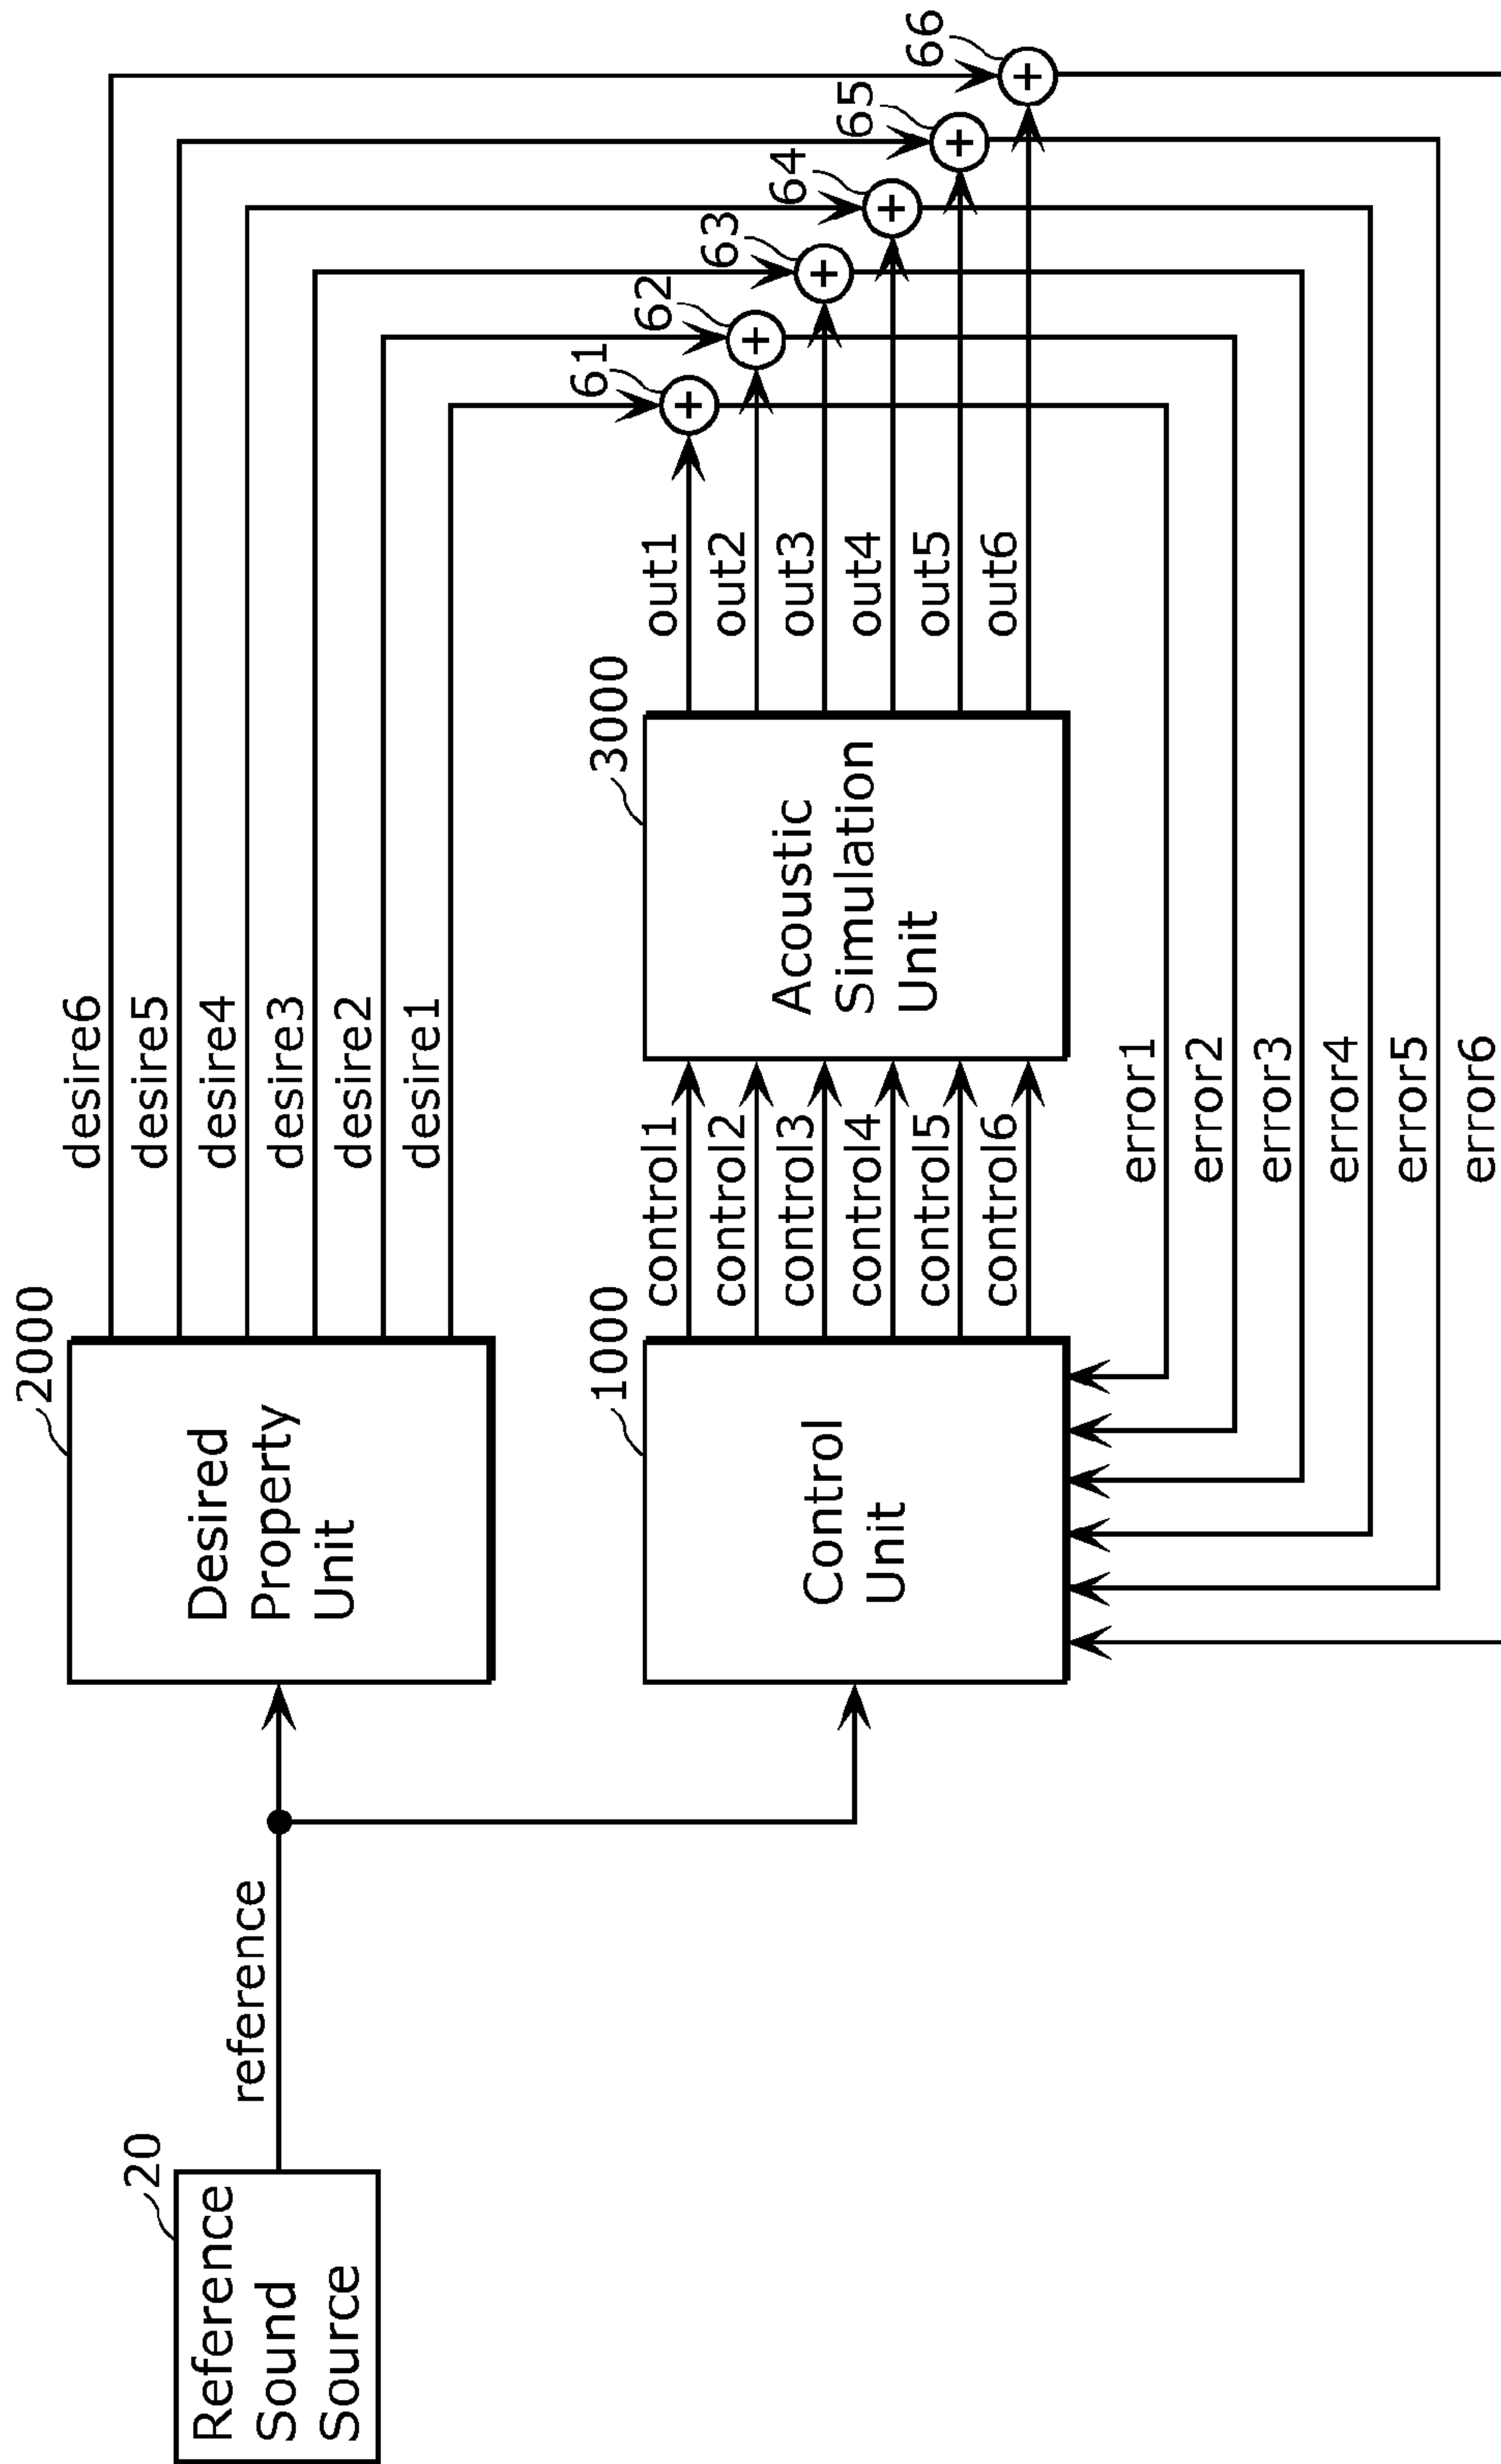 2000
Desired
Property
Unit
desire6
desire5
desire4
desire3
desire2
desire1
20
Reference
Sound
Source
reference
1000
Control
Unit
control1
control2
control3
control4
control5
control6
3000
Acoustic
Simulation
Unit
out1
out2
out3
out4
out5
out6
61
+
62
+
63
+
64
+
65
+
66
+
error1
error2
error3
error4
error5
error6